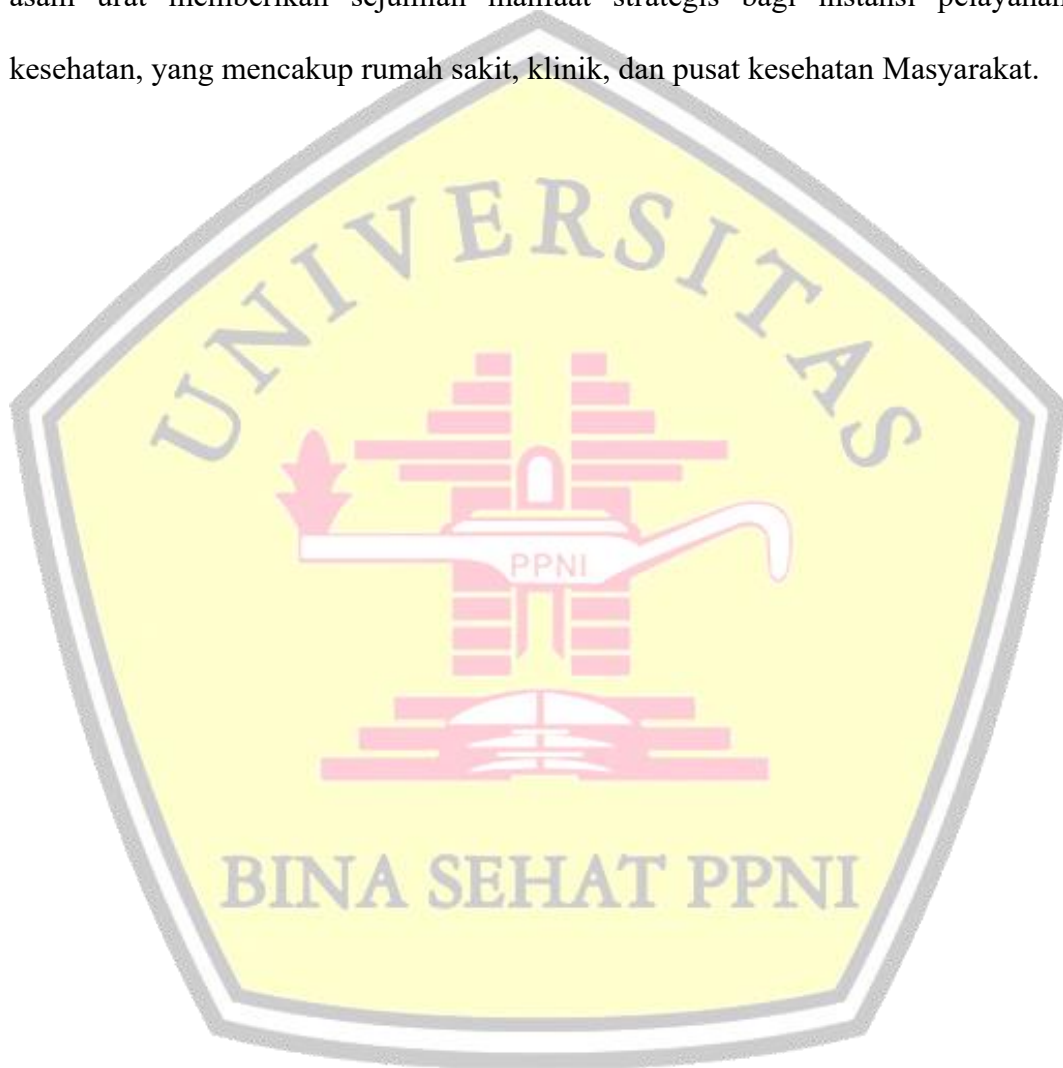 asam urat memberikan sejumlah manfaat strategis bagi instansi pelayanan
kesehatan, yang mencakup rumah sakit, klinik, dan pusat kesehatan Masyarakat.
UNIVERSITAS
PPNI
BINA SEHAT PPNI